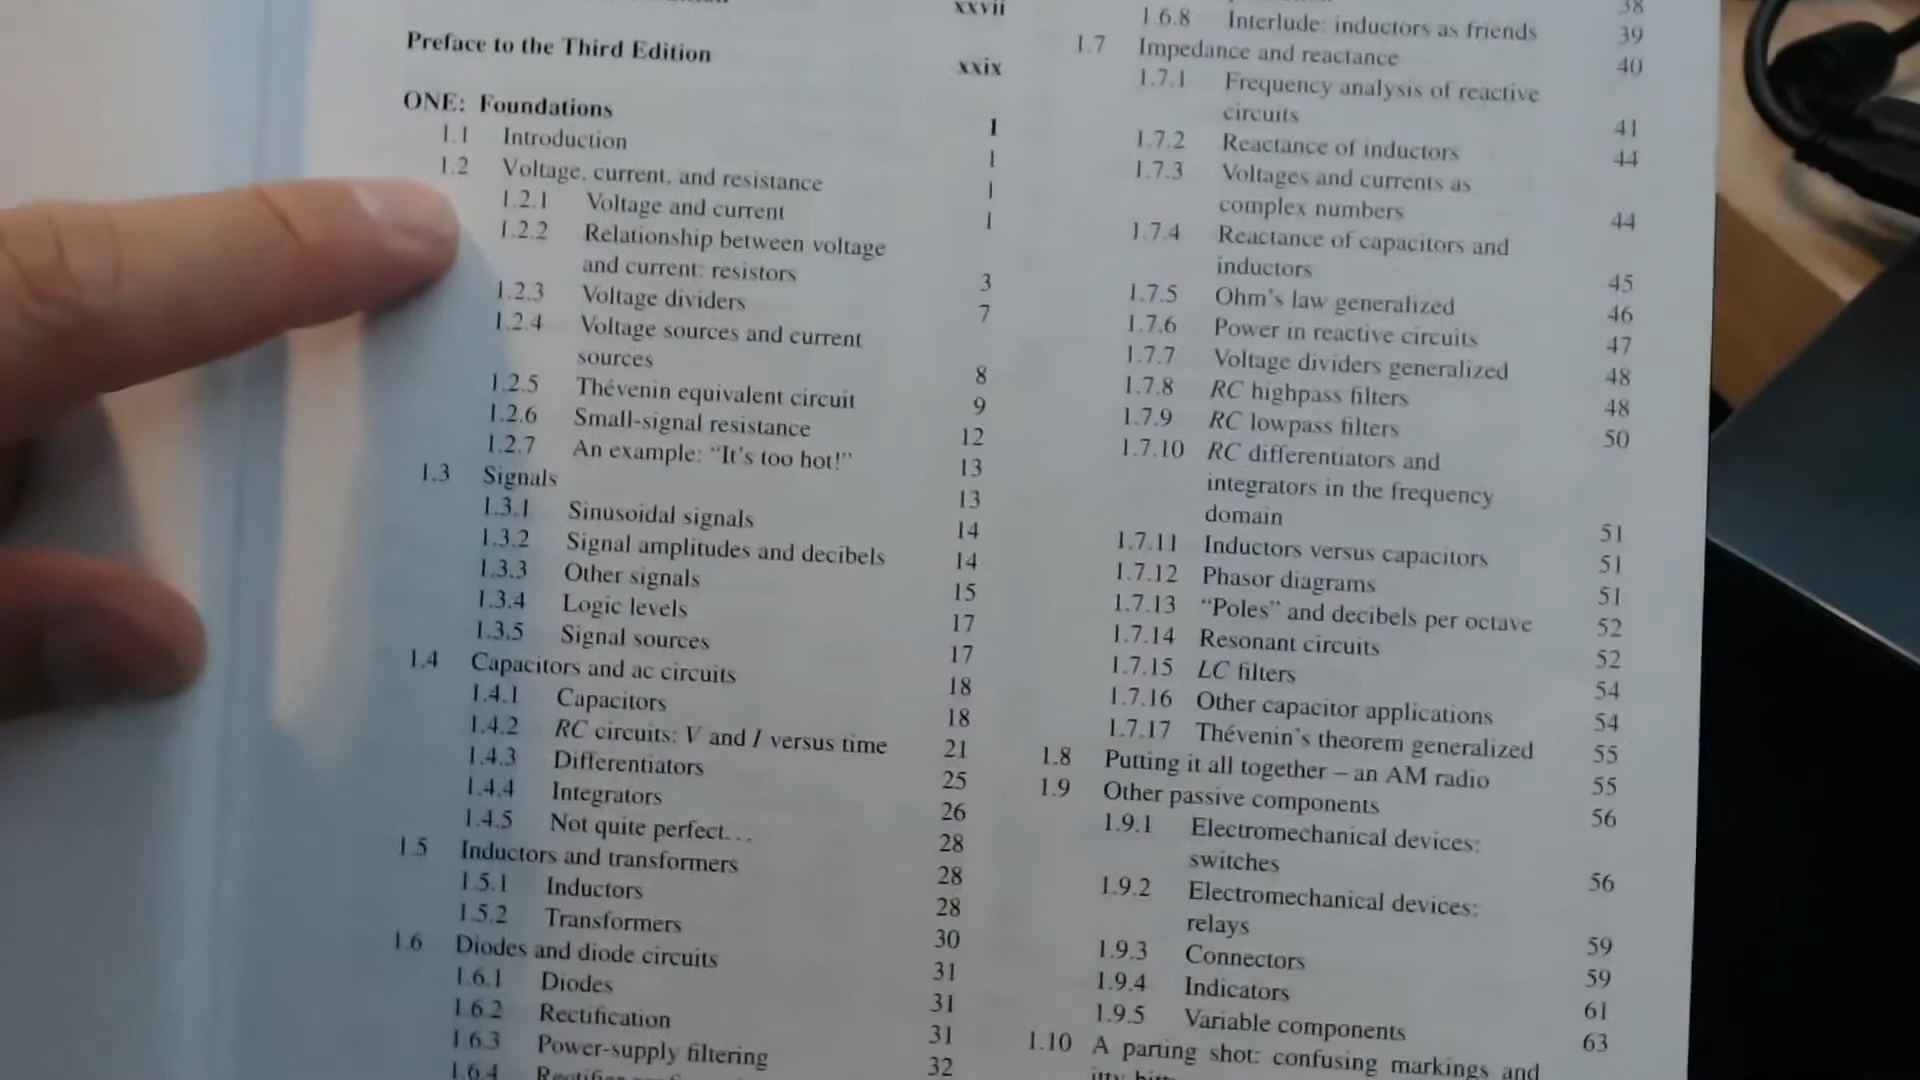 xxvii
Preface to the Third Edition xxix
ONE: Foundations 1
1.1 Introduction 1
1.2 Voltage, current, and resistance 1
1.2.1 Voltage and current 1
1.2.2 Relationship between voltage
and current: resistors 3
1.2.3 Voltage dividers 7
1.2.4 Voltage sources and current
sources 8
1.2.5 Thévenin equivalent circuit 9
1.2.6 Small-signal resistance 12
1.2.7 An example: “It's too hot!” 13
1.3 Signals 13
1.3.1 Sinusoidal signals 14
1.3.2 Signal amplitudes and decibels 14
1.3.3 Other signals 15
1.3.4 Logic levels 17
1.3.5 Signal sources 17
1.4 Capacitors and ac circuits 18
1.4.1 Capacitors 18
1.4.2 RC circuits: V and I versus time 21
1.4.3 Differentiators 25
1.4.4 Integrators 26
1.4.5 Not quite perfect... 28
1.5 Inductors and transformers 28
1.5.1 Inductors 28
1.5.2 Transformers 30
1.6 Diodes and diode circuits 31
1.6.1 Diodes 31
1.6.2 Rectification 31
1.6.3 Power-supply filtering 32
1.6.4
38
1.6.8 Interlude: inductors as friends 39
1.7 Impedance and reactance 40
1.7.1 Frequency analysis of reactive
circuits 41
1.7.2 Reactance of inductors 44
1.7.3 Voltages and currents as
complex numbers 44
1.7.4 Reactance of capacitors and
inductors 45
1.7.5 Ohm's law generalized 46
1.7.6 Power in reactive circuits 47
1.7.7 Voltage dividers generalized 48
1.7.8 RC highpass filters 48
1.7.9 RC lowpass filters 50
1.7.10 RC differentiators and
integrators in the frequency
domain 51
1.7.11 Inductors versus capacitors 51
1.7.12 Phasor diagrams 51
1.7.13 “Poles” and decibels per octave 52
1.7.14 Resonant circuits 52
1.7.15 LC filters 54
1.7.16 Other capacitor applications 54
1.7.17 Thévenin's theorem generalized 55
1.8 Putting it all together – an AM radio 55
1.9 Other passive components 56
1.9.1 Electromechanical devices:
switches 56
1.9.2 Electromechanical devices:
relays 59
1.9.3 Connectors 59
1.9.4 Indicators 61
1.9.5 Variable components 63
1.10 A parting shot: confusing markings and